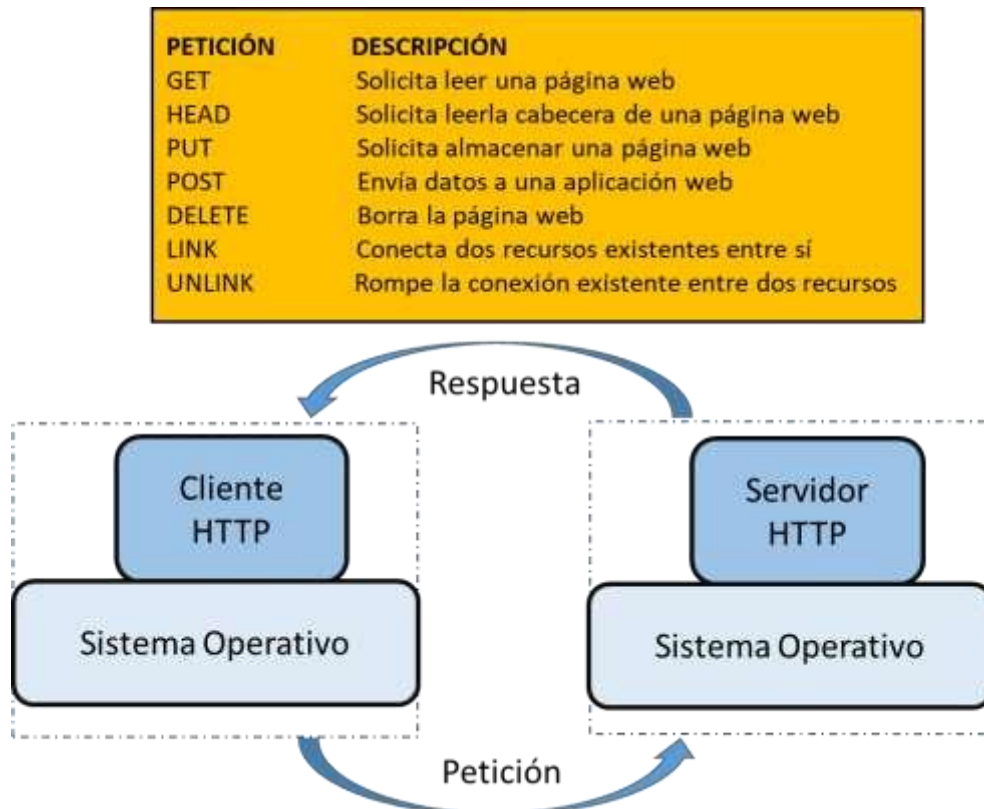 PETICIÓN DESCRIPCIÓN
GET Solicita leer una página web
HEAD Solicita leerla cabecera de una página web
PUT Solicita almacenar una página web
POST Envía datos a una aplicación web
DELETE Borra la página web
LINK Conecta dos recursos existentes entre sí
UNLINK Rompe la conexión existente entre dos recursos
Respuesta
Cliente
HTTP
Servidor
HTTP
Sistema Operativo
Sistema Operativo
Petición